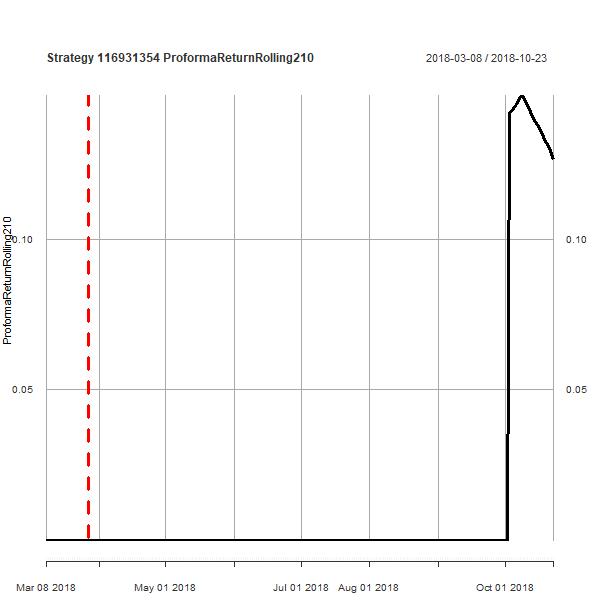 Strategy 116931354 ProformaReturnRolling210
2018-03-08 / 2018-10-23
ProformaReturnRolling210
0.10
0.10
0.05
0.05
Mar 08 2018
May 01 2018
Jul 01 2018
Aug 01 2018
Oct 01 2018